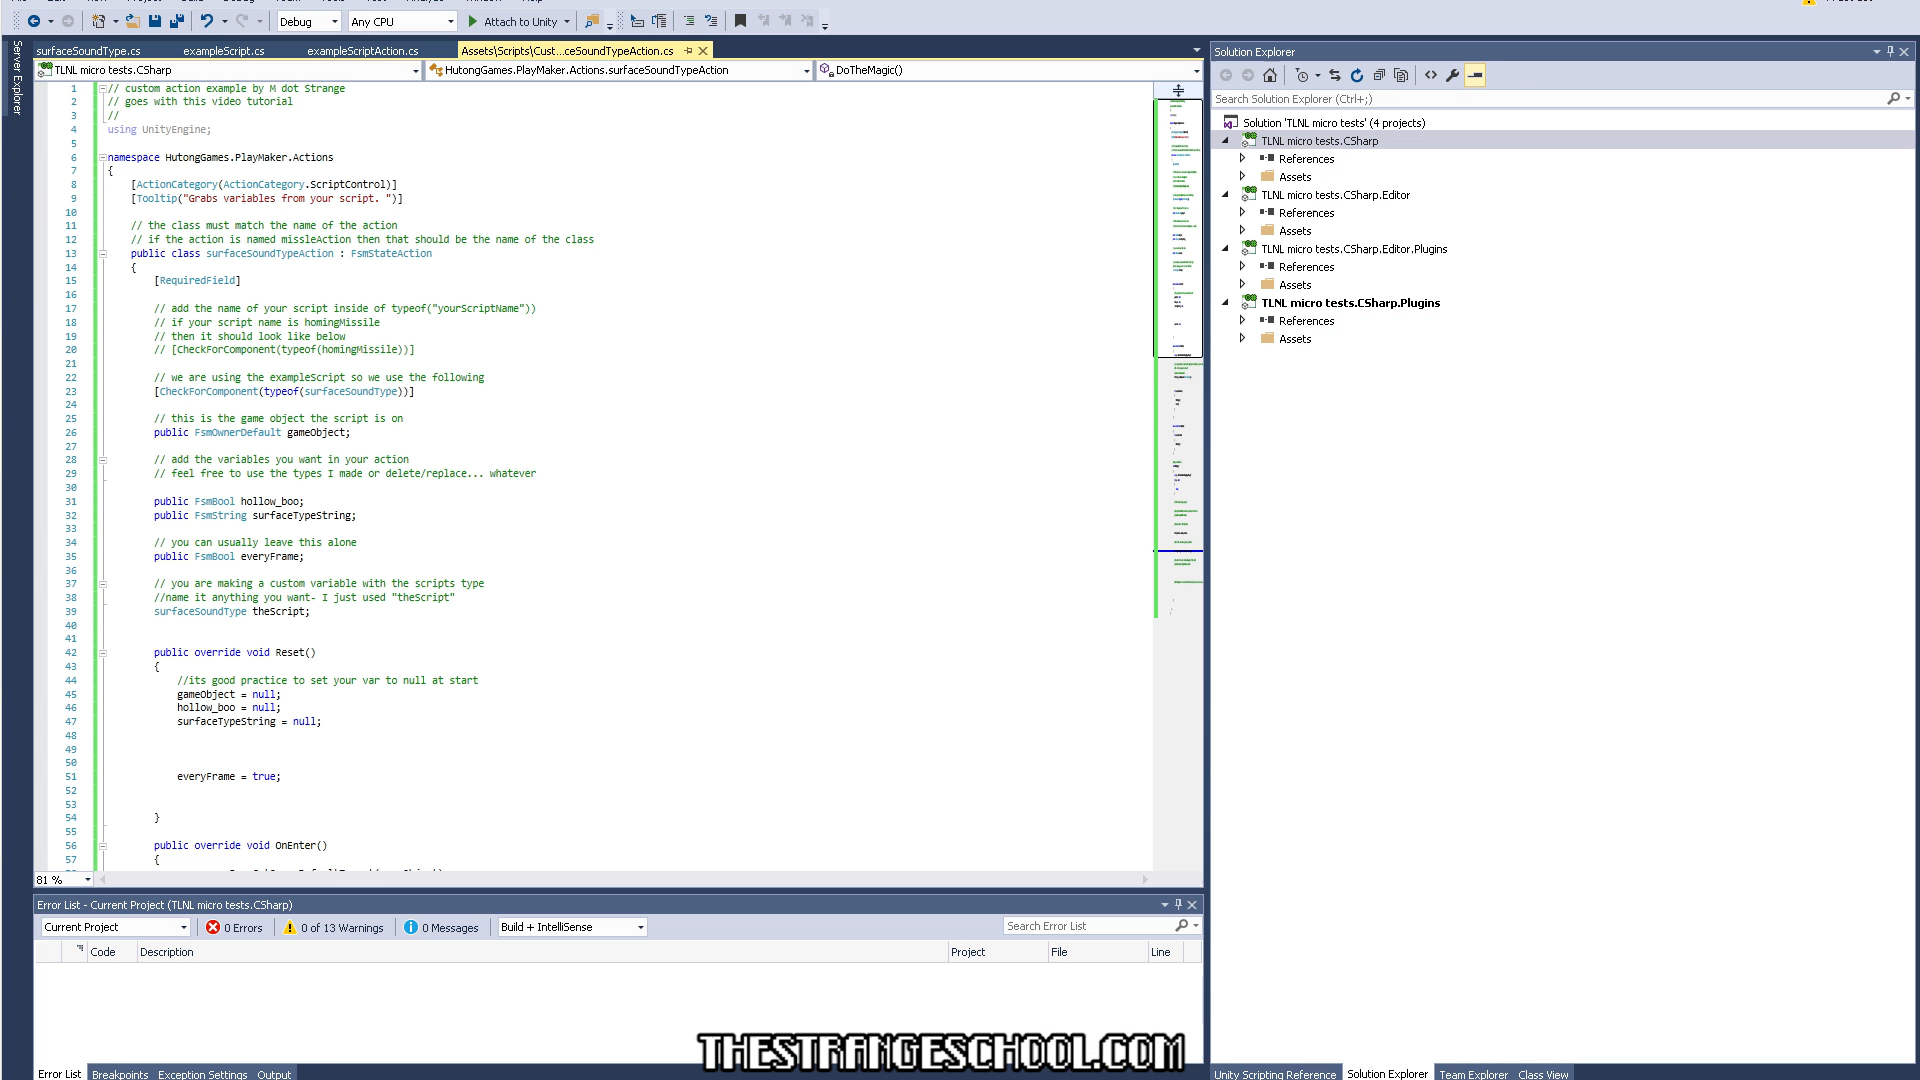 Debug
Any CPU
Attach to Unity
Server Explorer
surfaceSoundType.cs
exampleScript.cs
exampleScriptAction.cs
Assets\Scripts\Cust...ceSoundTypeAction.cs
TLNL micro tests.CSharp
HutongGames.PlayMaker.Actions.surfaceSoundTypeAction
DoTheMagic()
1 // custom action example by M dot Strange
2 // goes with this video tutorial
3 //
4 using UnityEngine;
5
6 namespace HutongGames.PlayMaker.Actions
7 {
8 [ActionCategory(ActionCategory.ScriptControl)]
9 [Tooltip("Grabs variables from your script. ")]
10
11 // the class must match the name of the action
12 // if the action is named missleAction then that should be the name of the class
13 public class surfaceSoundTypeAction : FsmStateAction
14 {
15 [RequiredField]
16
17 // add the name of your script inside of typeof("yourScriptName"))
18 // if your script name is homingMissile
19 // then it should look like below
20 // [CheckForComponent(typeof(homingMissile))]
21
22 // we are using the exampleScript so we use the following
23 [CheckForComponent(typeof(surfaceSoundType))]
24
25 // this is the game object the script is on
26 public FsmOwnerDefault gameObject;
27
28 // add the variables you want in your action
29 // feel free to use the types I made or delete/replace... whatever
30
31 public FsmBool hollow_boo;
32 public FsmString surfaceTypeString;
33
34 // you can usually leave this alone
35 public FsmBool everyFrame;
36
37 // you are making a custom variable with the scripts type
38 //name it anything you want- I just used "theScript"
39 surfaceSoundType theScript;
40
41
42 public override void Reset()
43 {
44 //its good practice to set your var to null at start
45 gameObject = null;
46 hollow_boo = null;
47 surfaceTypeString = null;
48
49
50
51 everyFrame = true;
52
53
54 }
55
56 public override void OnEnter()
57 {
81 %
Error List - Current Project (TLNL micro tests.CSharp)
Current Project
0 Errors
0 of 13 Warnings
0 Messages
Build + IntelliSense
Search Error List
Code
Description
Project
File
Line
Error List
Breakpoints
Exception Settings
Output
Solution Explorer
Search Solution Explorer (Ctrl+;)
Solution 'TLNL micro tests' (4 projects)
TLNL micro tests.CSharp
References
Assets
TLNL micro tests.CSharp.Editor
References
Assets
TLNL micro tests.CSharp.Editor.Plugins
References
Assets
TLNL micro tests.CSharp.Plugins
References
Assets
Unity Scripting Reference
Solution Explorer
Team Explorer
Class View
THESTRANGESCHOOL.COM